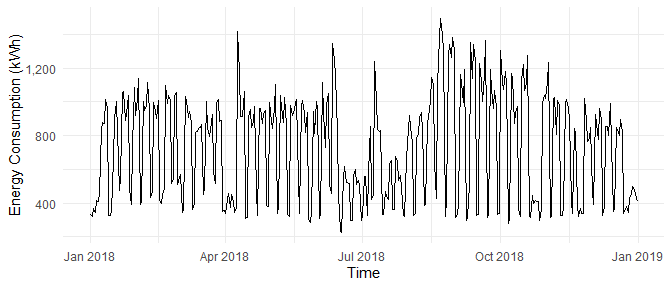 Energy Consumption (kWh)
1,200
800
400
Jan 2018 Apr 2018 Jul 2018 Oct 2018 Jan 2019
Time